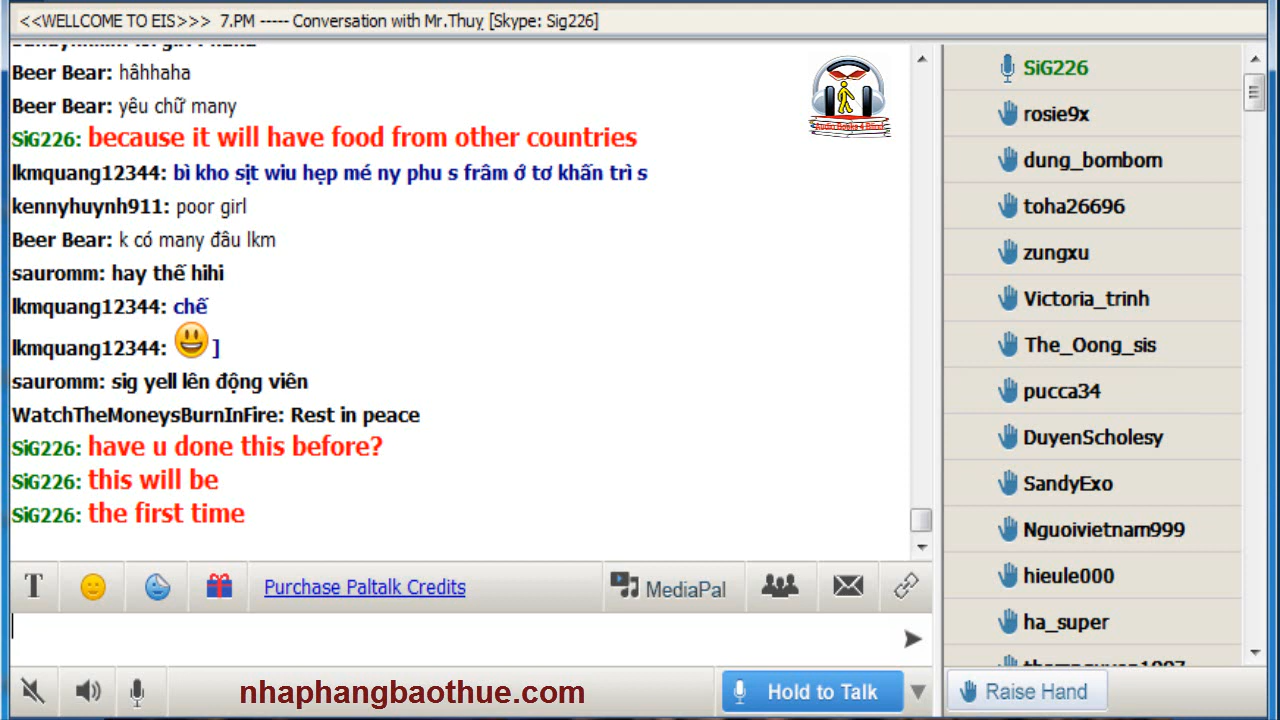 <<WELLCOME TO EIS>>> 7.PM ----- Conversation with Mr.Thuỵ [Skype: Sig226]
Beer Bear: hâhhaha
Beer Bear: yêu chữ many
SiG226: because it will have food from other countries
lkmquang12344: bì kho sịt wiu hẹp mé ny phu s frâm ớ tơ khấn trì s
kennyhuynh911: poor girl
Beer Bear: k có many đâu lkm
sauromm: hay thế hihi
lkmquang12344: chế
lkmquang12344: 😃 ]
sauromm: sig yell lên động viên
WatchTheMoneysBurnInFire: Rest in peace
SiG226: have u done this before?
SiG226: this will be
SiG226: the first time
Audio Books 4 Blind
T
Purchase Paltalk Credits
MediaPal
nhaphangbaothue.com
Hold to Talk
SiG226
rosie9x
dung_bombom
toha26696
zungxu
Victoria_trinh
The_Oong_sis
pucca34
DuyenScholesy
SandyExo
Nguoivietnam999
hieule000
ha_super
Raise Hand